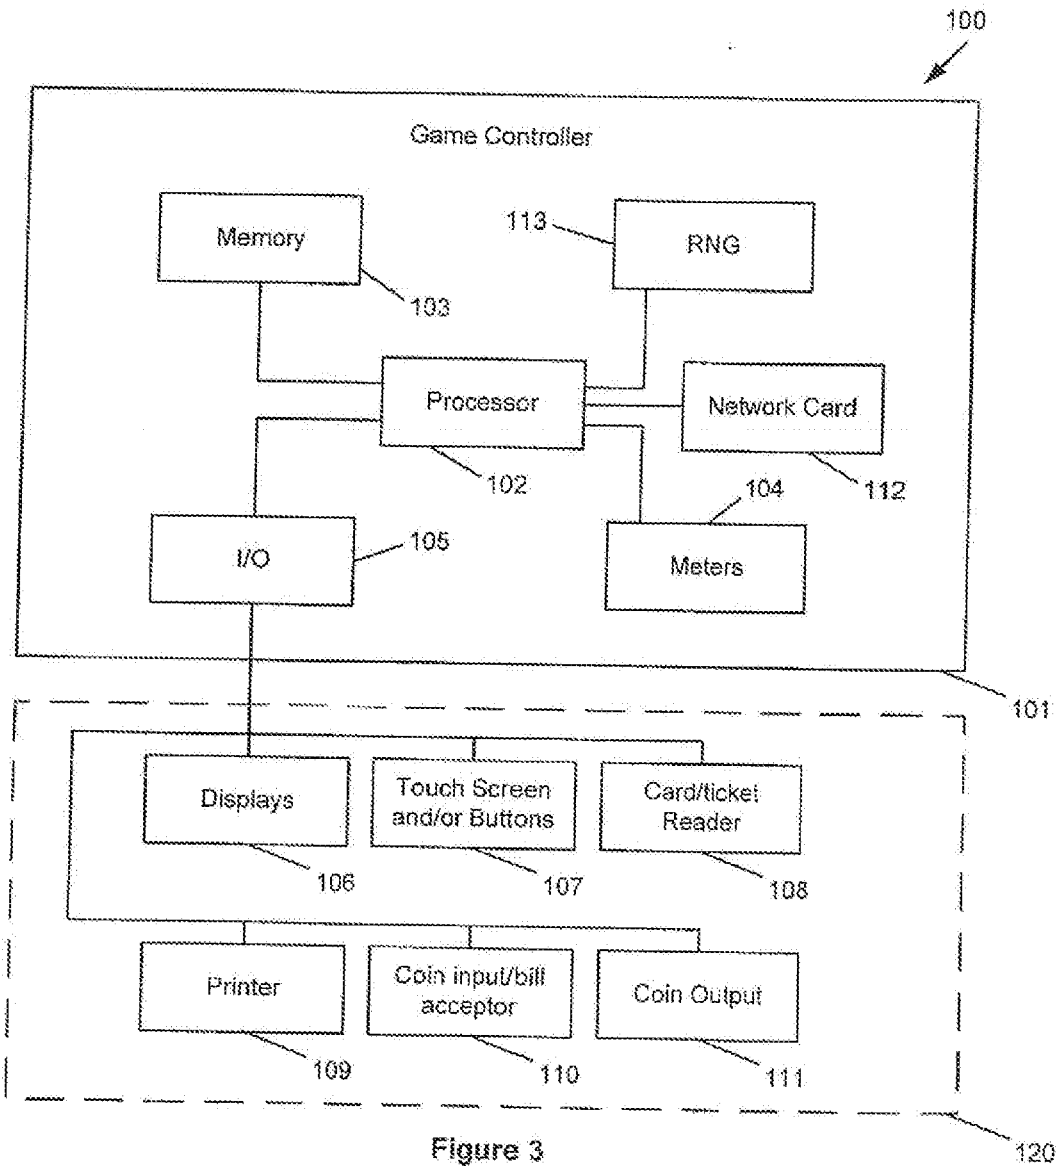 100
Game Controller
Memory
103
113
RNG
Processor
102
Network Card
112
I/O
105
104
Meters
101
Displays
106
Touch Screen
and/or Buttons
107
Card/ticket
Reader
108
Printer
109
Coin input/bill
acceptor
110
Coin Output
111
120
Figure 3